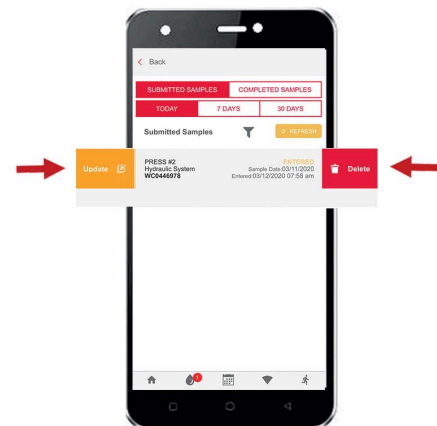 Back
SUBMITTED SAMPLES COMPLETED SAMPLES
TODAY 7 DAYS 30 DAYS
Submitted Samples REFRESH
Update PRESS #2 ENTERED Delete
Hydraulic System Sample Date:03/11/2020
WC0446978 Entered:03/12/2020 07:58 am
1